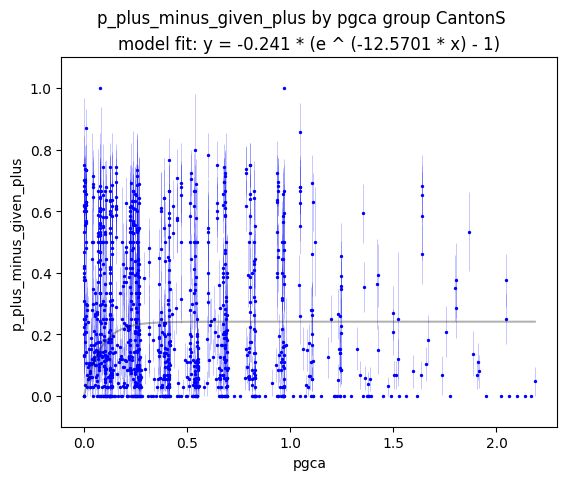 p_plus_minus_given_plus by pgca group CantonS
model fit: y = -0.241 * (e ^ (-12.5701 * x) - 1)
p_plus_minus_given_plus
1.0
0.8
0.6
0.4
0.2
0.0
0.0 0.5 1.0 1.5 2.0
pgca